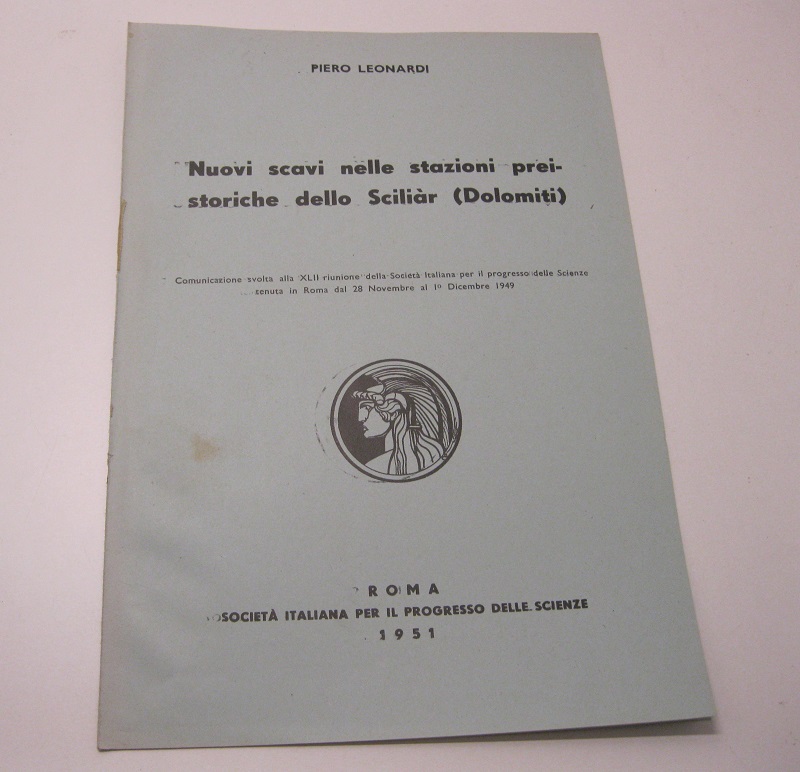 PIERO LEONARDI
Nuovi scavi nelle stazioni prei-
storiche dello Sciliàr (Dolomiti)
Comunicazione svolta alla XLII riunione della Società Italiana per il progresso delle Scienze
tenuta in Roma dal 28 Novembre al 1º Dicembre 1949
ROMA
SOCIETÀ ITALIANA PER IL PROGRESSO DELLE SCIENZE
1951